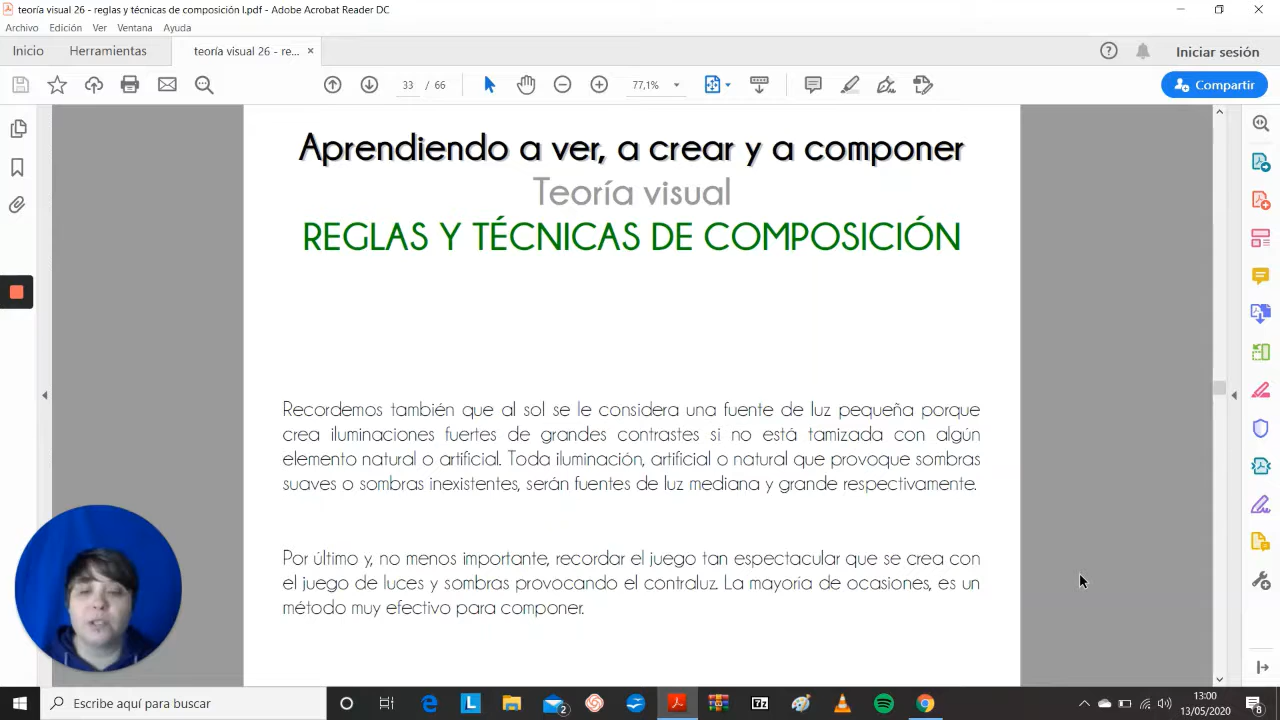 teoría visual 26 - reglas y técnicas de composición I.pdf - Adobe Acrobat Reader DC
Archivo Edición Ver Ventana Ayuda
Inicio Herramientas teoría visual 26 - re... × Iniciar sesión
33 / 66 77,1% Compartir
Aprendiendo a ver, a crear y a componer
Teoría visual
REGLAS Y TÉCNICAS DE COMPOSICIÓN
Recordemos también que al sol se le considera una fuente de luz pequeña porque
crea iluminaciones fuertes de grandes contrastes si no está tamizada con algún
elemento natural o artificial. Toda iluminación, artificial o natural que provoque sombras
suaves o sombras inexistentes, serán fuentes de luz mediana y grande respectivamente.
Por último y, no menos importante, recordar el juego tan espectacular que se crea con
el juego de luces y sombras provocando el contraluz. La mayoría de ocasiones, es un
método muy efectivo para componer.
Escribe aquí para buscar
13:00
13/05/2020